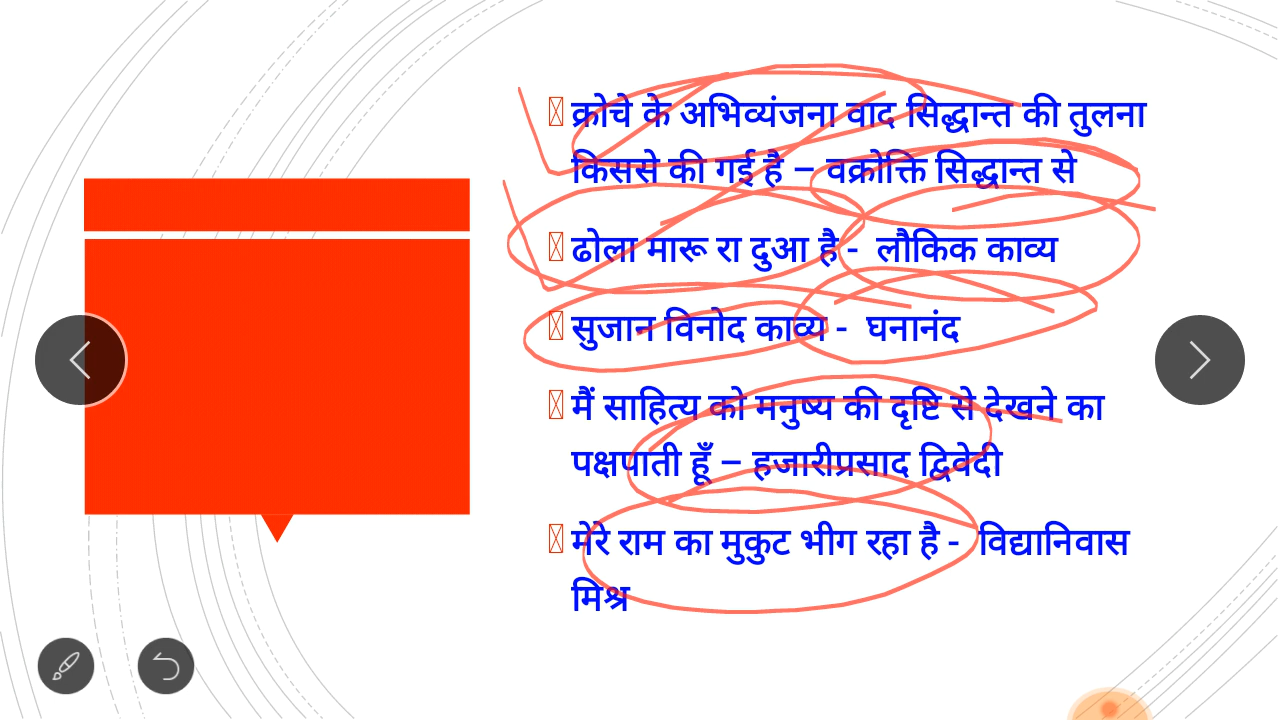 क्रोचे के अभिव्यंजना वाद सिद्धान्त की तुलना
किससे की गई है – वक्रोक्ति सिद्धान्त से
ढोला मारू रा दुआ है - लौकिक काव्य
सुजान विनोद काव्य - घनानंद
मैं साहित्य को मनुष्य की दृष्टि से देखने का
पक्षपाती हूँ – हजारीप्रसाद द्विवेदी
मेरे राम का मुकुट भीग रहा है - विद्यानिवास
मिश्र